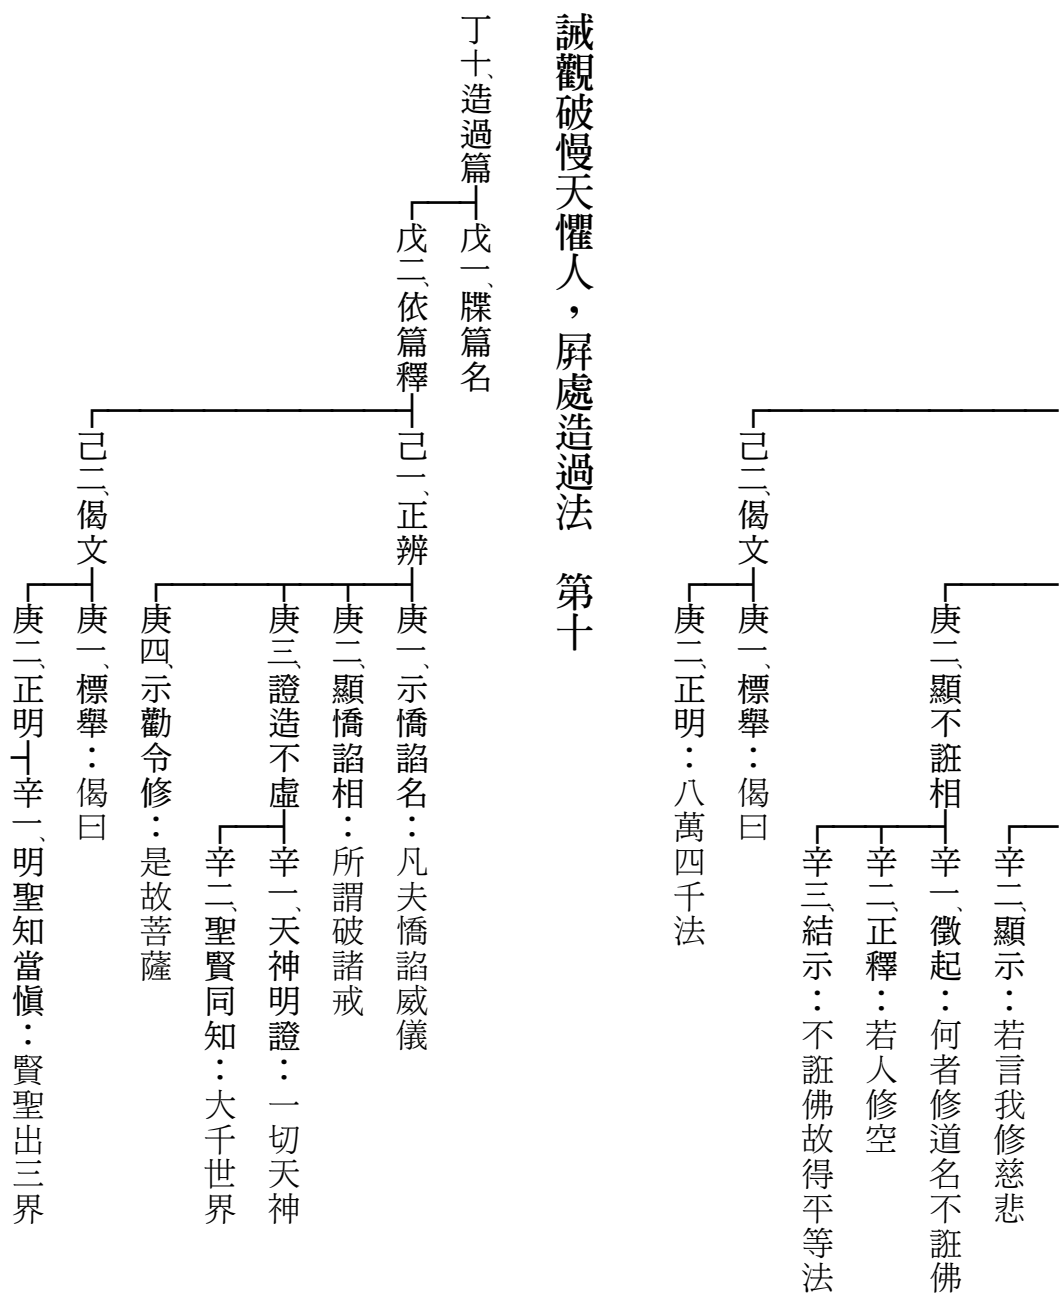 辛二、顯示：若言我修慈悲
庚二、顯不誑相
辛一、徵起：何者修道名不誑佛
辛二、正釋：若人修空
辛三、結示：不誑佛故得平等法
己二、偈文
庚一、標舉：偈曰
庚二、正明：八萬四千法
誡觀破慢天懼人，屏處造過法　第十
丁十、造過篇
戊一、牒篇名
戊二、依篇釋
己一、正辨
庚一、示憍諂名：凡夫憍諂威儀
庚二、顯憍諂相：所謂破諸戒
庚三、證造不虛
辛一、天神明證：一切天神
辛二、聖賢同知：大千世界
庚四、示勸令修：是故菩薩
己二、偈文
庚一、標舉：偈曰
庚二、正明
辛一、明聖知當愼：賢聖出三界